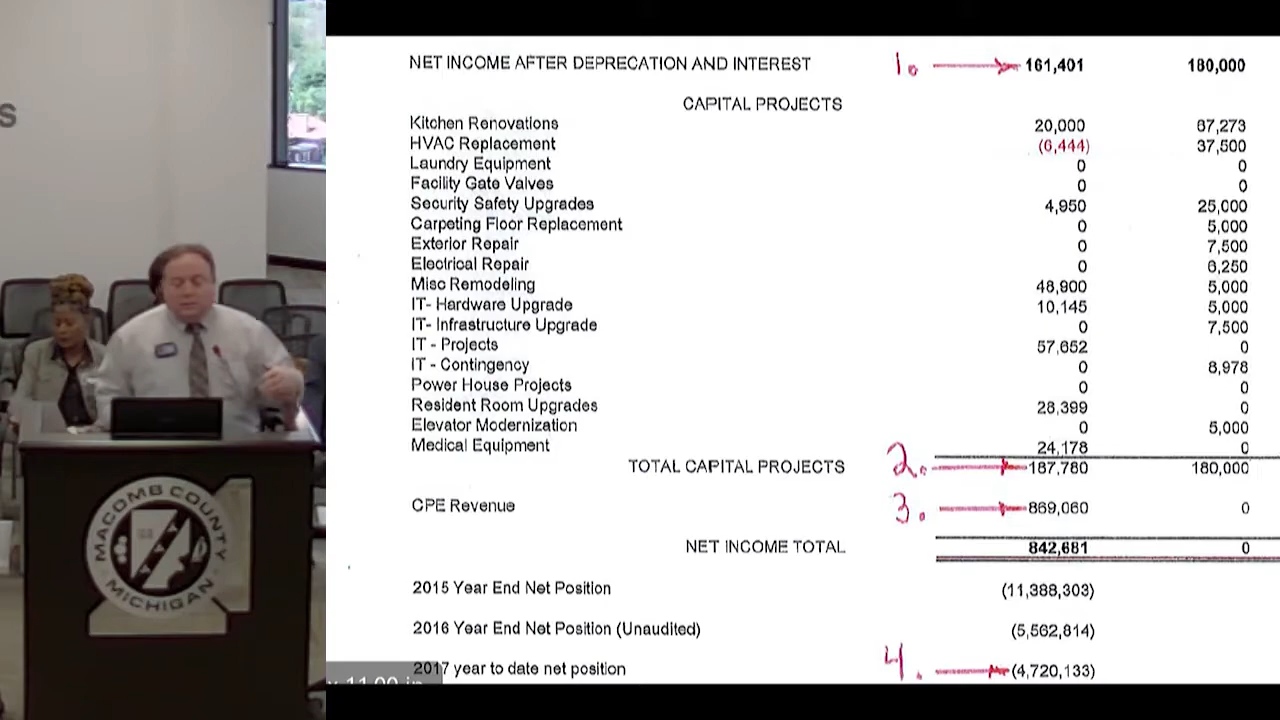 S
NET INCOME AFTER DEPRECATION AND INTEREST 1. 161,401 180,000
CAPITAL PROJECTS
Kitchen Renovations 20,000 67,273
HVAC Replacement (6,444) 37,500
Laundry Equipment 0 0
Facility Gate Valves 0 0
Security Safety Upgrades 4,950 25,000
Carpeting Floor Replacement 0 5,000
Exterior Repair 0 7,500
Electrical Repair 0 6,250
Misc Remodeling 48,900 5,000
IT- Hardware Upgrade 10,145 5,000
IT- Infrastructure Upgrade 0 7,500
IT - Projects 57,652 0
IT - Contingency 0 8,978
Power House Projects 0 0
Resident Room Upgrades 28,399 0
Elevator Modernization 0 5,000
Medical Equipment 24,178 0
TOTAL CAPITAL PROJECTS 2. 187,780 180,000
CPE Revenue 3. 869,060 0
NET INCOME TOTAL 842,681 0
2015 Year End Net Position (11,388,303)
2016 Year End Net Position (Unaudited) (5,562,814)
2017 year to date net position 4. (4,720,133)
MACOMB COUNTY
MICHIGAN